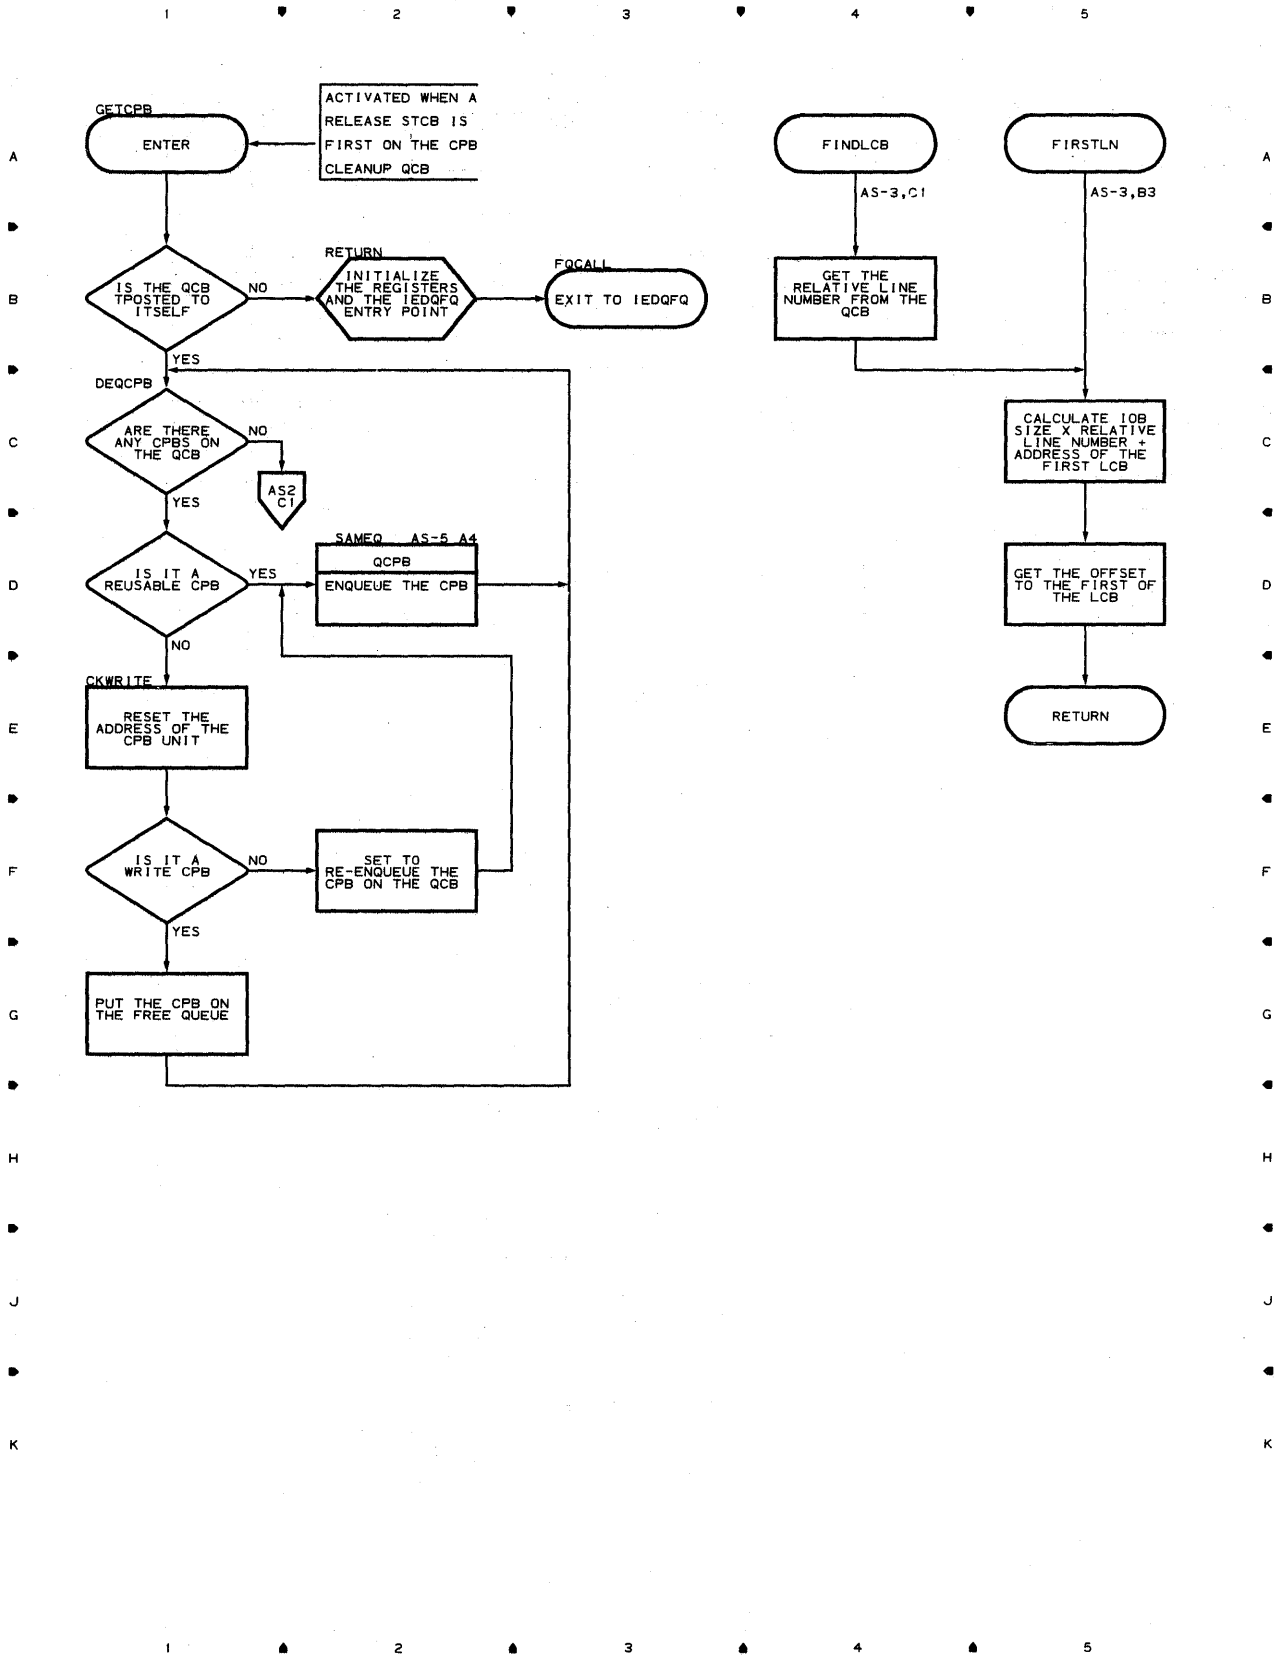 1 2 3 4 5
GETCPB
ENTER
ACTIVATED WHEN A
RELEASE STCB IS
FIRST ON THE CPB
CLEANUP QCB
FINDLCB
FIRSTLN
A A
AS-3,C1
AS-3,B3
IS THE QCB
TPOSTED TO
ITSELF
NO
YES
RETURN
INITIALIZE
THE REGISTERS
AND THE IEDQFQ
ENTRY POINT
FQCALL
EXIT TO IEDQFQ
GET THE
RELATIVE LINE
NUMBER FROM THE
QCB
B B
DEQCPB
ARE THERE
ANY CPBS ON
THE QCB
NO
AS2
C1
YES
CALCULATE IOB
SIZE X RELATIVE
LINE NUMBER +
ADDRESS OF THE
FIRST LCB
C C
IS IT A
REUSABLE CPB
YES
NO
SAMEQ AS-5 A4
QCPB
ENQUEUE THE CPB
GET THE OFFSET
TO THE FIRST OF
THE LCB
D D
CKWRITE
RESET THE
ADDRESS OF THE
CPB UNIT
RETURN
E E
IS IT A
WRITE CPB
NO
YES
SET TO
RE-ENQUEUE THE
CPB ON THE QCB
F F
PUT THE CPB ON
THE FREE QUEUE
G G
H H
J J
K K
1 2 3 4 5